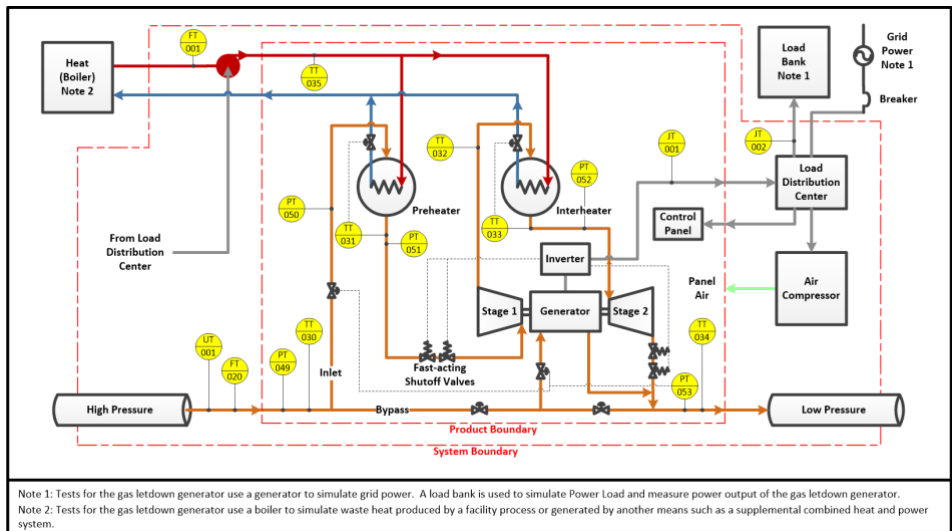 FT
001
Heat
(Boiler)
Note 2
TT
035
Load
Bank
Note 1
Grid
Power
Note 1
Breaker
TT
032
JT
001
JT
002
PT
052
Load
Distribution
Center
PT
050
Preheater
Interheater
TT
031
PT
051
TT
033
Control
Panel
From Load
Distribution
Center
Inverter
Panel
Air
Air
Compressor
Stage 1
Generator
Stage 2
UT
001
FT
020
PT
049
TT
030
TT
034
Inlet
Fast-acting
Shutoff Valves
PT
053
High Pressure
Bypass
Low Pressure
Product Boundary
System Boundary
Note 1: Tests for the gas letdown generator use a generator to simulate grid power. A load bank is used to simulate Power Load and measure power output of the gas letdown generator.
Note 2: Tests for the gas letdown generator use a boiler to simulate waste heat produced by a facility process or generated by another means such as a supplemental combined heat and power
system.